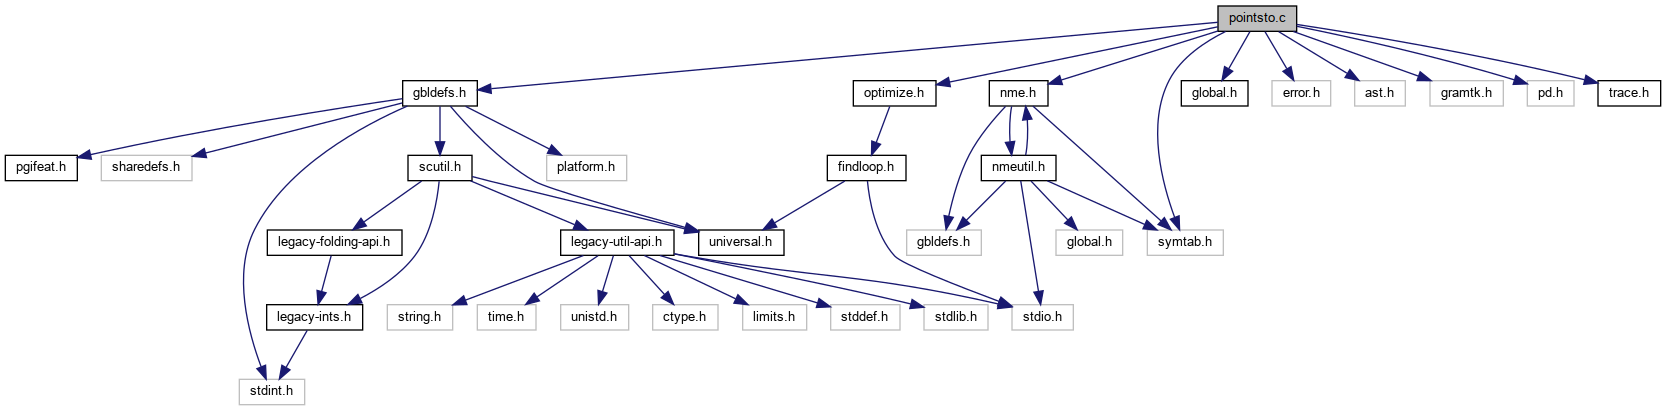 pointsto.c
gbldefs.h
optimize.h
nme.h
global.h
error.h
ast.h
gramtk.h
pd.h
trace.h
pgifeat.h
sharedefs.h
scutil.h
platform.h
findloop.h
nmeutil.h
legacy-folding-api.h
legacy-util-api.h
universal.h
gbldefs.h
global.h
symtab.h
legacy-ints.h
string.h
time.h
unistd.h
ctype.h
limits.h
stddef.h
stdlib.h
stdio.h
stdint.h